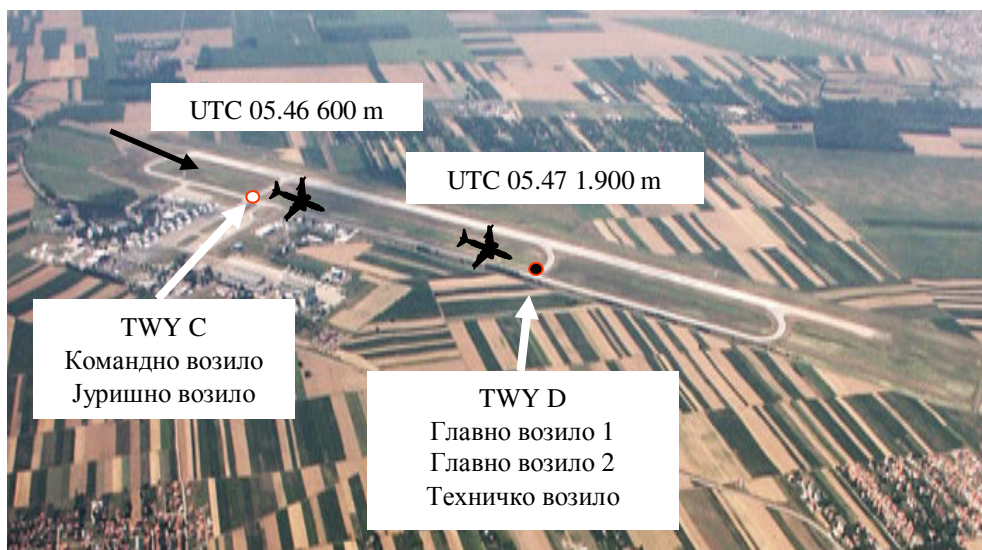 UTC 05.46 600 m
UTC 05.47 1.900 m
TWY C
Командно возило
Јуришно возило
TWY D
Главно возило 1
Главно возило 2
Техничко возило